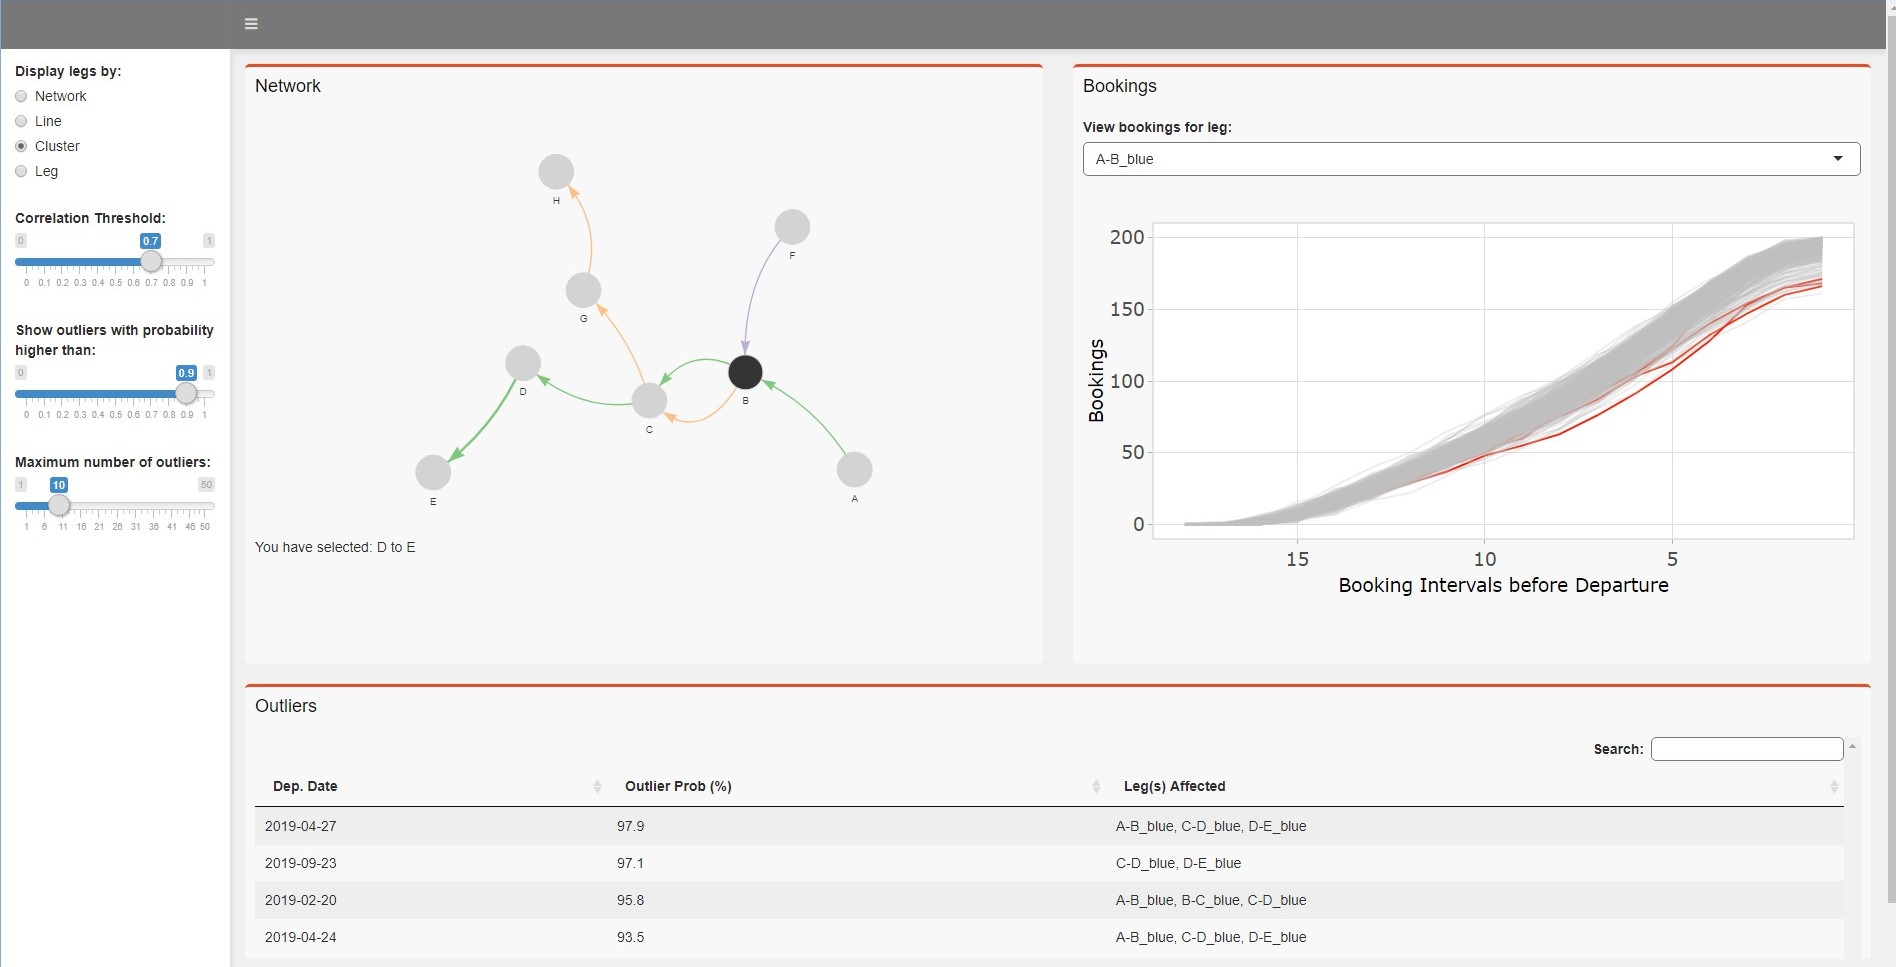 Display legs by:
Network
Line
Cluster
Leg
Correlation Threshold:
0 0.7 1
0 0.1 0.2 0.3 0.4 0.5 0.6 0.7 0.8 0.9 1
Show outliers with probability
higher than:
0 0.9 1
0 0.1 0.2 0.3 0.4 0.5 0.6 0.7 0.8 0.9 1
Maximum number of outliers:
1 10 50
1 6 11 16 21 26 31 36 41 46 50
Network
H
F
G
D
B
C
E
A
You have selected: D to E
Bookings
View bookings for leg:
A-B_blue
200
150
100
50
0
Bookings
15 10 5
Booking Intervals before Departure
Outliers
Search:
Dep. Date Outlier Prob (%) Leg(s) Affected
2019-04-27 97.9 A-B_blue, C-D_blue, D-E_blue
2019-09-23 97.1 C-D_blue, D-E_blue
2019-02-20 95.8 A-B_blue, B-C_blue, C-D_blue
2019-04-24 93.5 A-B_blue, C-D_blue, D-E_blue